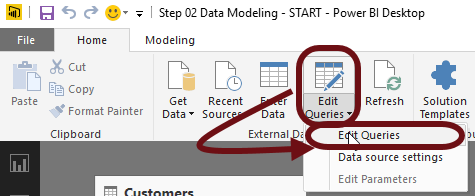 Step 02 Data Modeling - START - Power BI Desktop
File Home Modeling
Paste
Cut
Copy
Format Painter
Clipboard
Get Data
Recent Sources
Enter Data
Edit Queries
Refresh
Solution Templates
External Da
Edit Queries
Data source settings
Edit Parameters
Customers